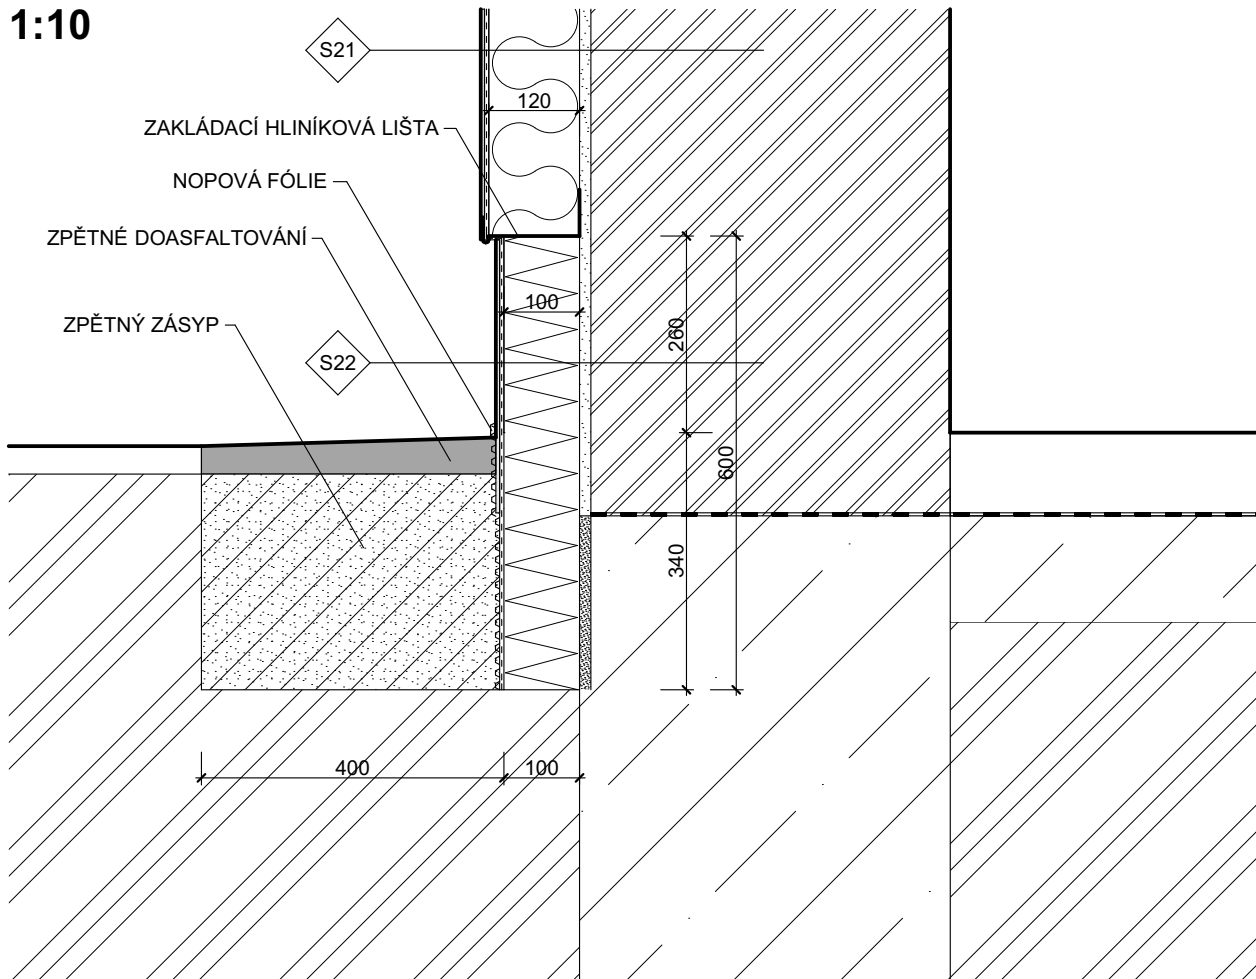 1:10
S21
120
ZAKLÁDACÍ HLINÍKOVÁ LIŠTA
NOPOVÁ FÓLIE
ZPĚTNÉ DOASFALTOVÁNÍ
100
ZPĚTNÝ ZÁSYP
260
S22
600
340
400
100